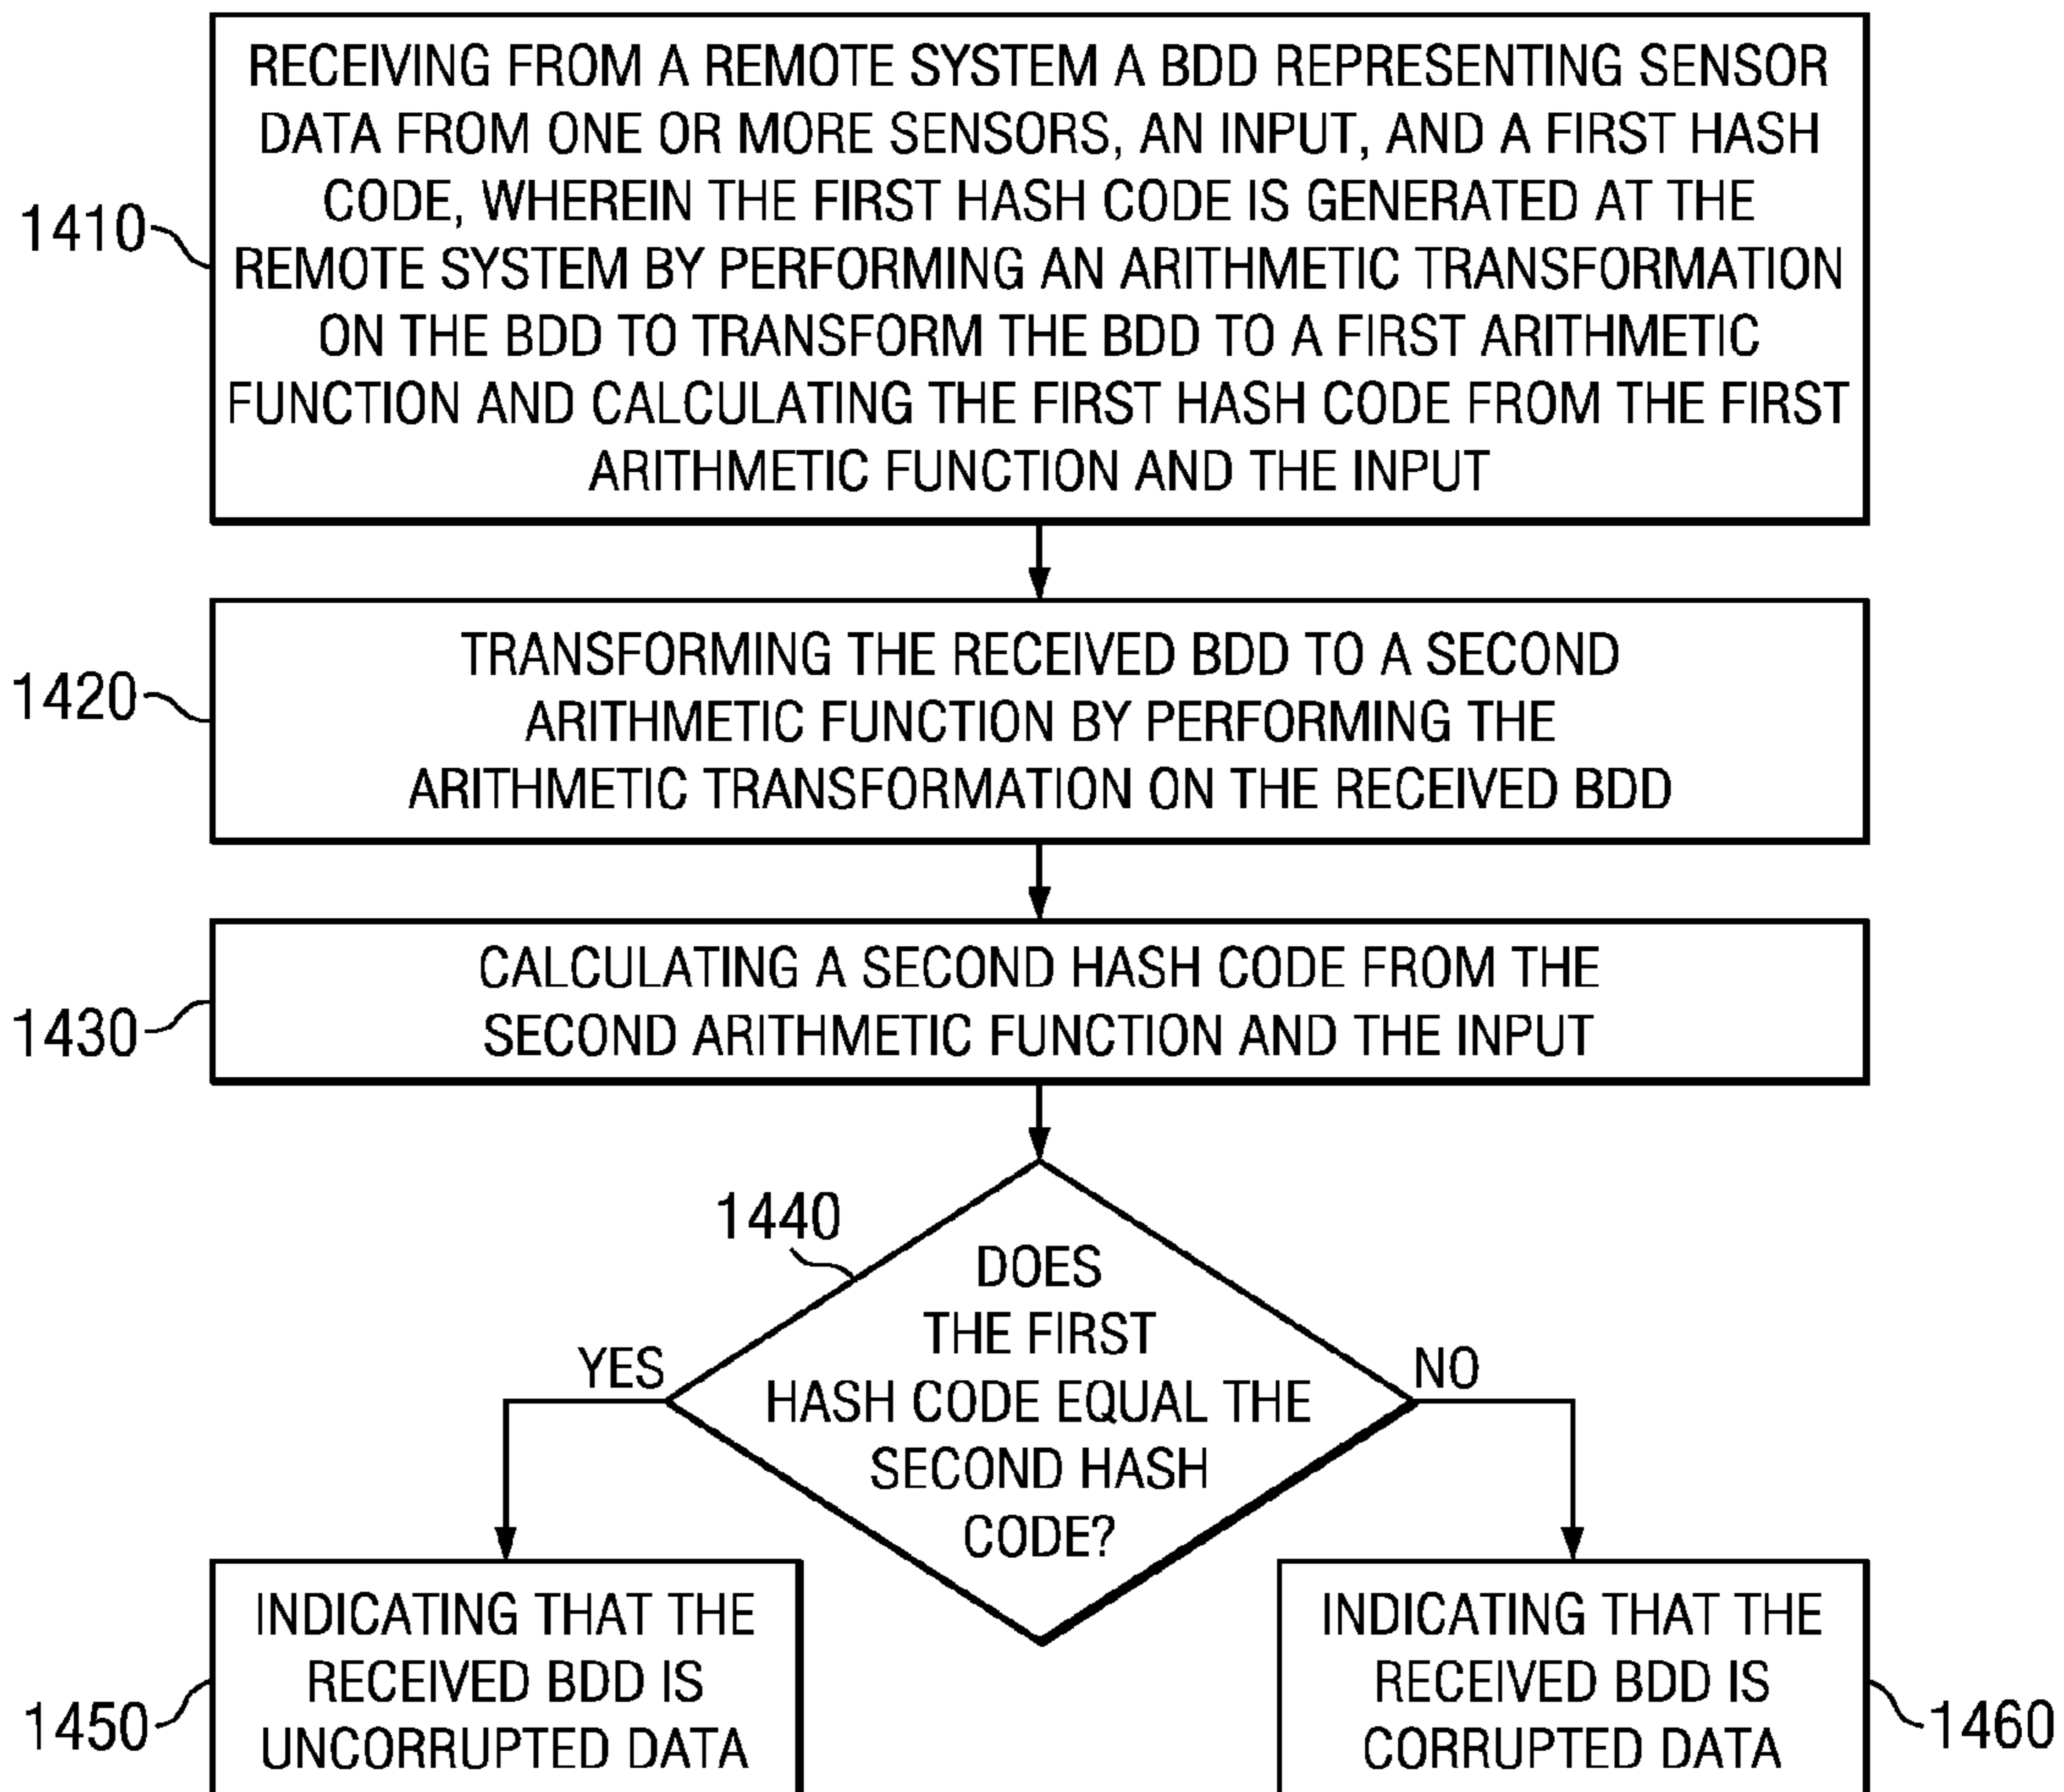 RECEIVING FROM A REMOTE SYSTEM A BDD REPRESENTING SENSOR
DATA FROM ONE OR MORE SENSORS, AN INPUT, AND A FIRST HASH
CODE, WHEREIN THE FIRST HASH CODE IS GENERATED AT THE
REMOTE SYSTEM BY PERFORMING AN ARITHMETIC TRANSFORMATION
ON THE BDD TO TRANSFORM THE BDD TO A FIRST ARITHMETIC
FUNCTION AND CALCULATING THE FIRST HASH CODE FROM THE FIRST
ARITHMETIC FUNCTION AND THE INPUT
1410
TRANSFORMING THE RECEIVED BDD TO A SECOND
ARITHMETIC FUNCTION BY PERFORMING THE
ARITHMETIC TRANSFORMATION ON THE RECEIVED BDD
1420
CALCULATING A SECOND HASH CODE FROM THE
SECOND ARITHMETIC FUNCTION AND THE INPUT
1430
1440
DOES
THE FIRST
HASH CODE EQUAL THE
SECOND HASH
CODE?
YES
NO
INDICATING THAT THE
RECEIVED BDD IS
UNCORRUPTED DATA
1450
INDICATING THAT THE
RECEIVED BDD IS
CORRUPTED DATA
1460